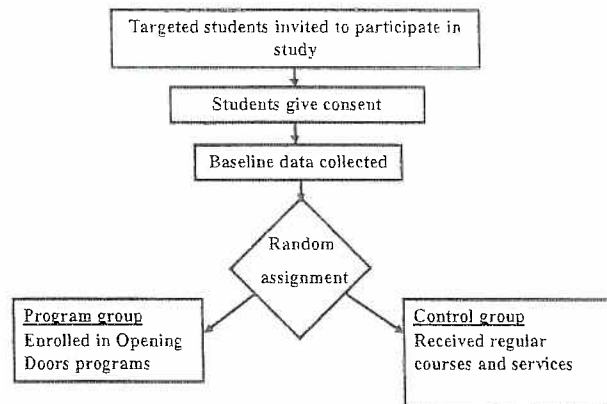 Targeted students invited to participate in
study
Students give consent
Baseline data collected
Random
assignment
Program group
Enrolled in Opening
Doors programs
Control group
Received regular
courses and services